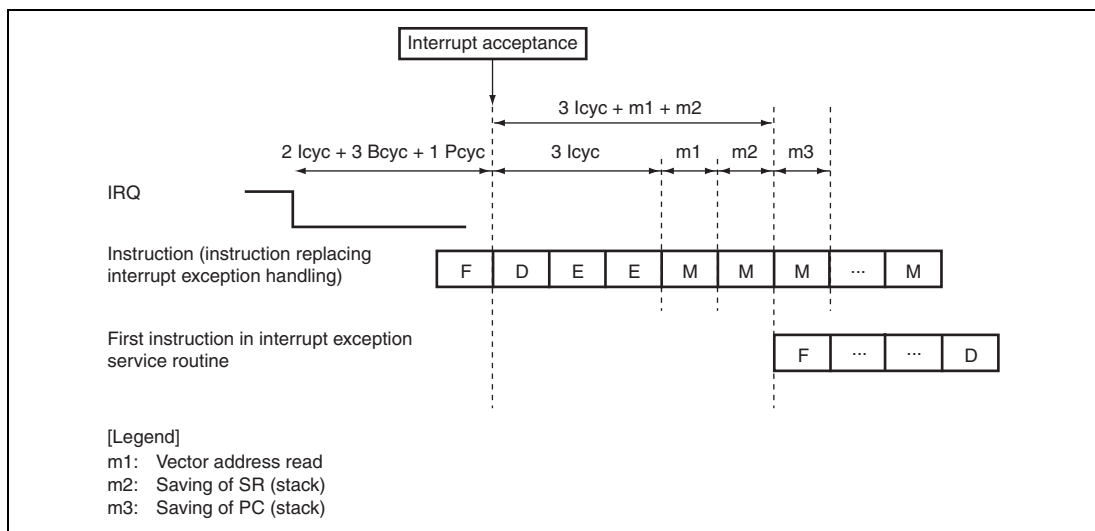 Interrupt acceptance
3 Icyc + m1 + m2
2 Icyc + 3 Bcyc + 1 Pcyc
3 Icyc
m1
m2
m3
IRQ
Instruction (instruction replacing
interrupt exception handling)
F D E E M M M ... M
First instruction in interrupt exception
service routine
F ... ... D
[Legend]
m1: Vector address read
m2: Saving of SR (stack)
m3: Saving of PC (stack)